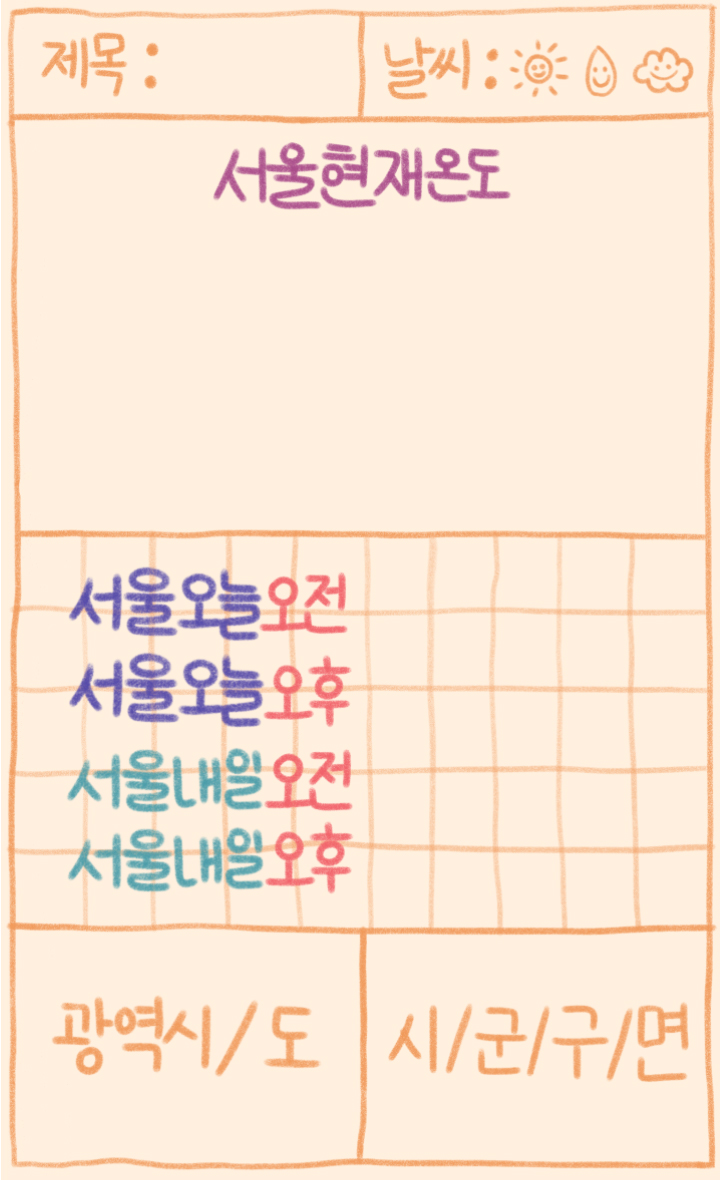 제목 :
날씨 :
서울현재온도
서울오늘오전
서울오늘오후
서울내일오전
서울내일오후
광역시/도
시/군/구/면